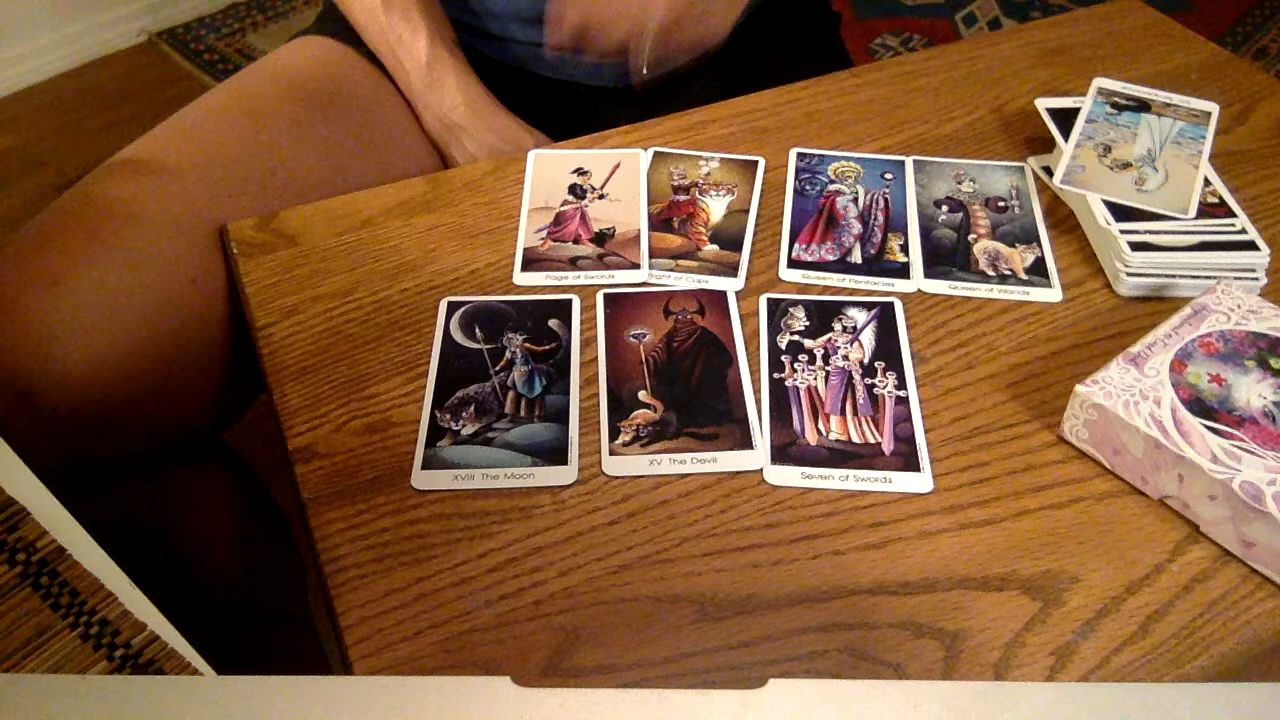 Page of Swords
Knight of Cups
Queen of Pentacles
Queen of Wands
XVIII The Moon
XV The Devil
Seven of Swords